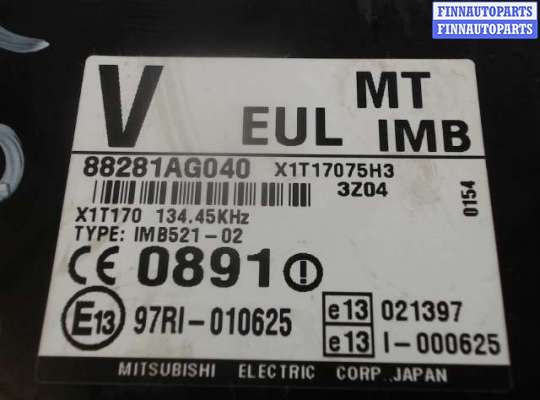 FINNAUTOPARTS
FINNAUTOPARTS
V EUL MT
IMB
88281AG040 X1T17075H3
3Z04
0154
X1T170 134.45KHz
TYPE: IMB521-02
CE 0891
E13 97RI-010625
e13 021397
e13 I-000625
MITSUBISHI ELECTRIC CORP.,JAPAN